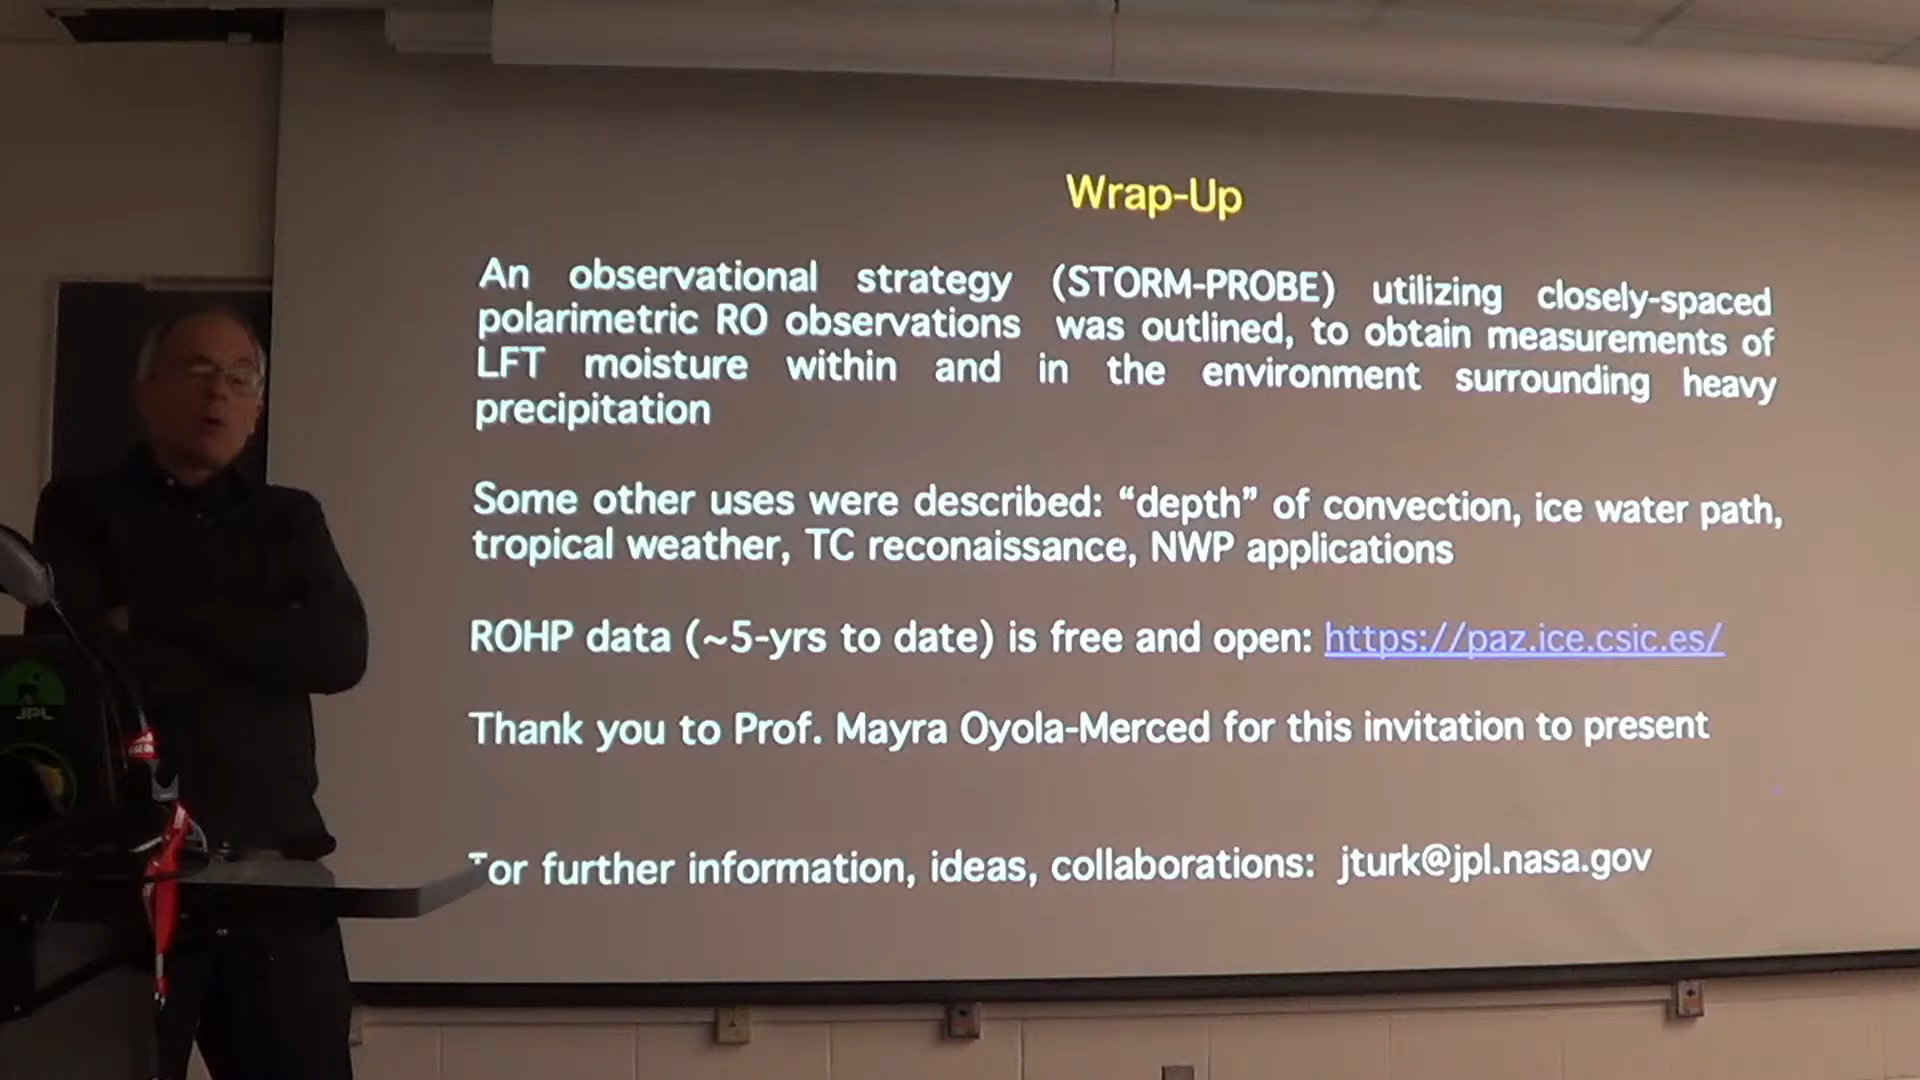 Wrap-Up
An observational strategy (STORM-PROBE) utilizing closely-spaced
polarimetric RO observations was outlined, to obtain measurements of
LFT moisture within and in the environment surrounding heavy
precipitation
Some other uses were described: “depth” of convection, ice water path,
tropical weather, TC reconaissance, NWP applications
ROHP data (~5-yrs to date) is free and open: https://paz.ice.csic.es/
Thank you to Prof. Mayra Oyola-Merced for this invitation to present
For further information, ideas, collaborations: jturk@jpl.nasa.gov
JPL